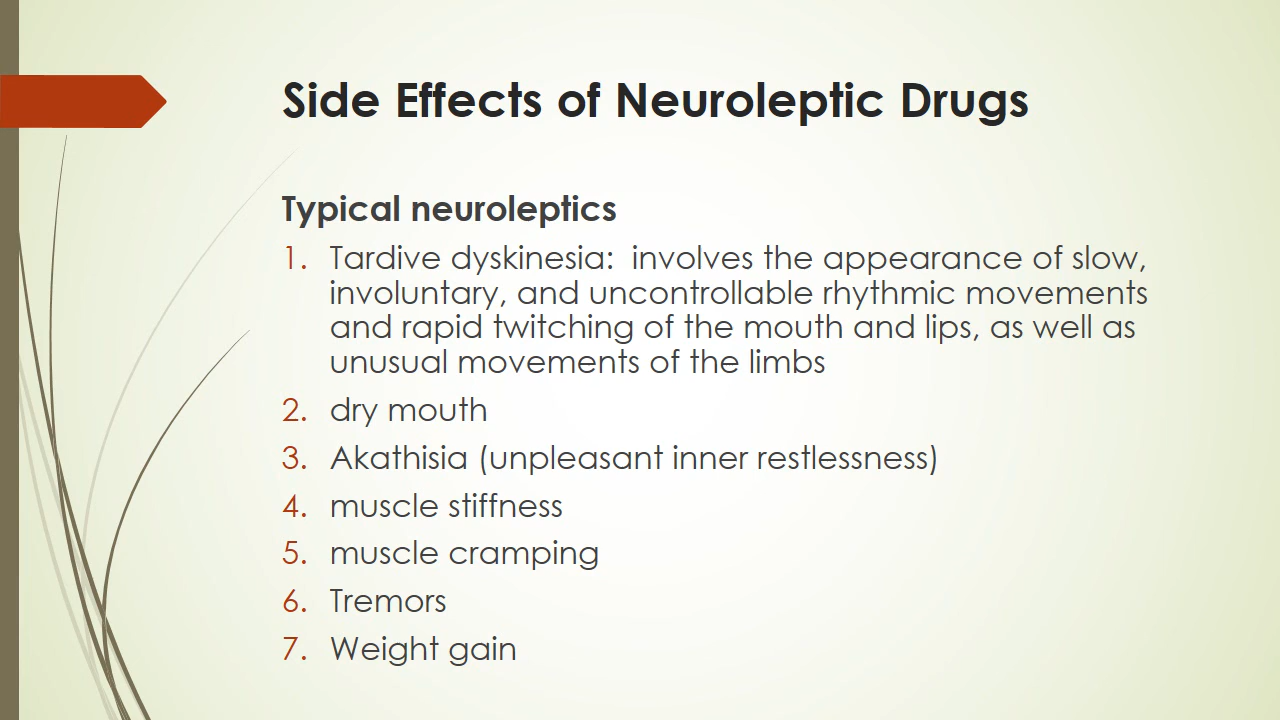 Side Effects of Neuroleptic Drugs
Typical neuroleptics
1. Tardive dyskinesia:  involves the appearance of slow,
involuntary, and uncontrollable rhythmic movements
and rapid twitching of the mouth and lips, as well as
unusual movements of the limbs
2. dry mouth
3. Akathisia (unpleasant inner restlessness)
4. muscle stiffness
5. muscle cramping
6. Tremors
7. Weight gain